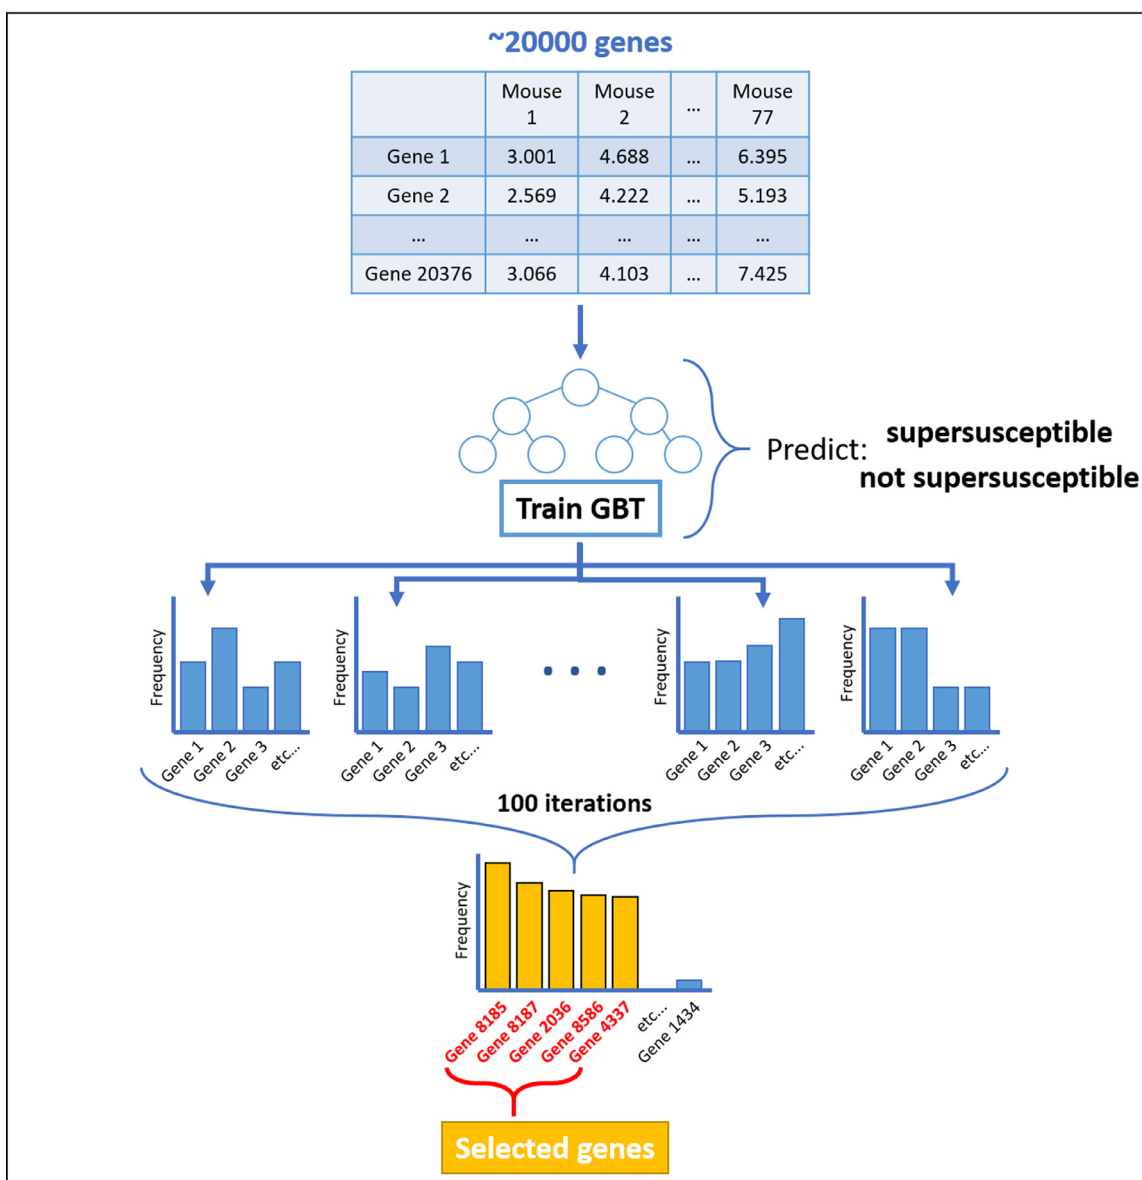 ~20000 genes
Mouse 1 Mouse 2 ... Mouse 77
Gene 1 3.001 4.688 ... 6.395
Gene 2 2.569 4.222 ... 5.193
... ... ... ... ...
Gene 20376 3.066 4.103 ... 7.425
Predict: supersusceptible
not supersusceptible
Train GBT
Frequency
Gene 1 Gene 2 Gene 3 etc...
Frequency
Gene 1 Gene 2 Gene 3 etc...
Frequency
Gene 1 Gene 2 Gene 3 etc...
Frequency
Gene 1 Gene 2 Gene 3 etc...
100 iterations
Frequency
Gene 8185 Gene 8187 Gene 2036 Gene 8586 Gene 4337 etc... Gene 1434
Selected genes